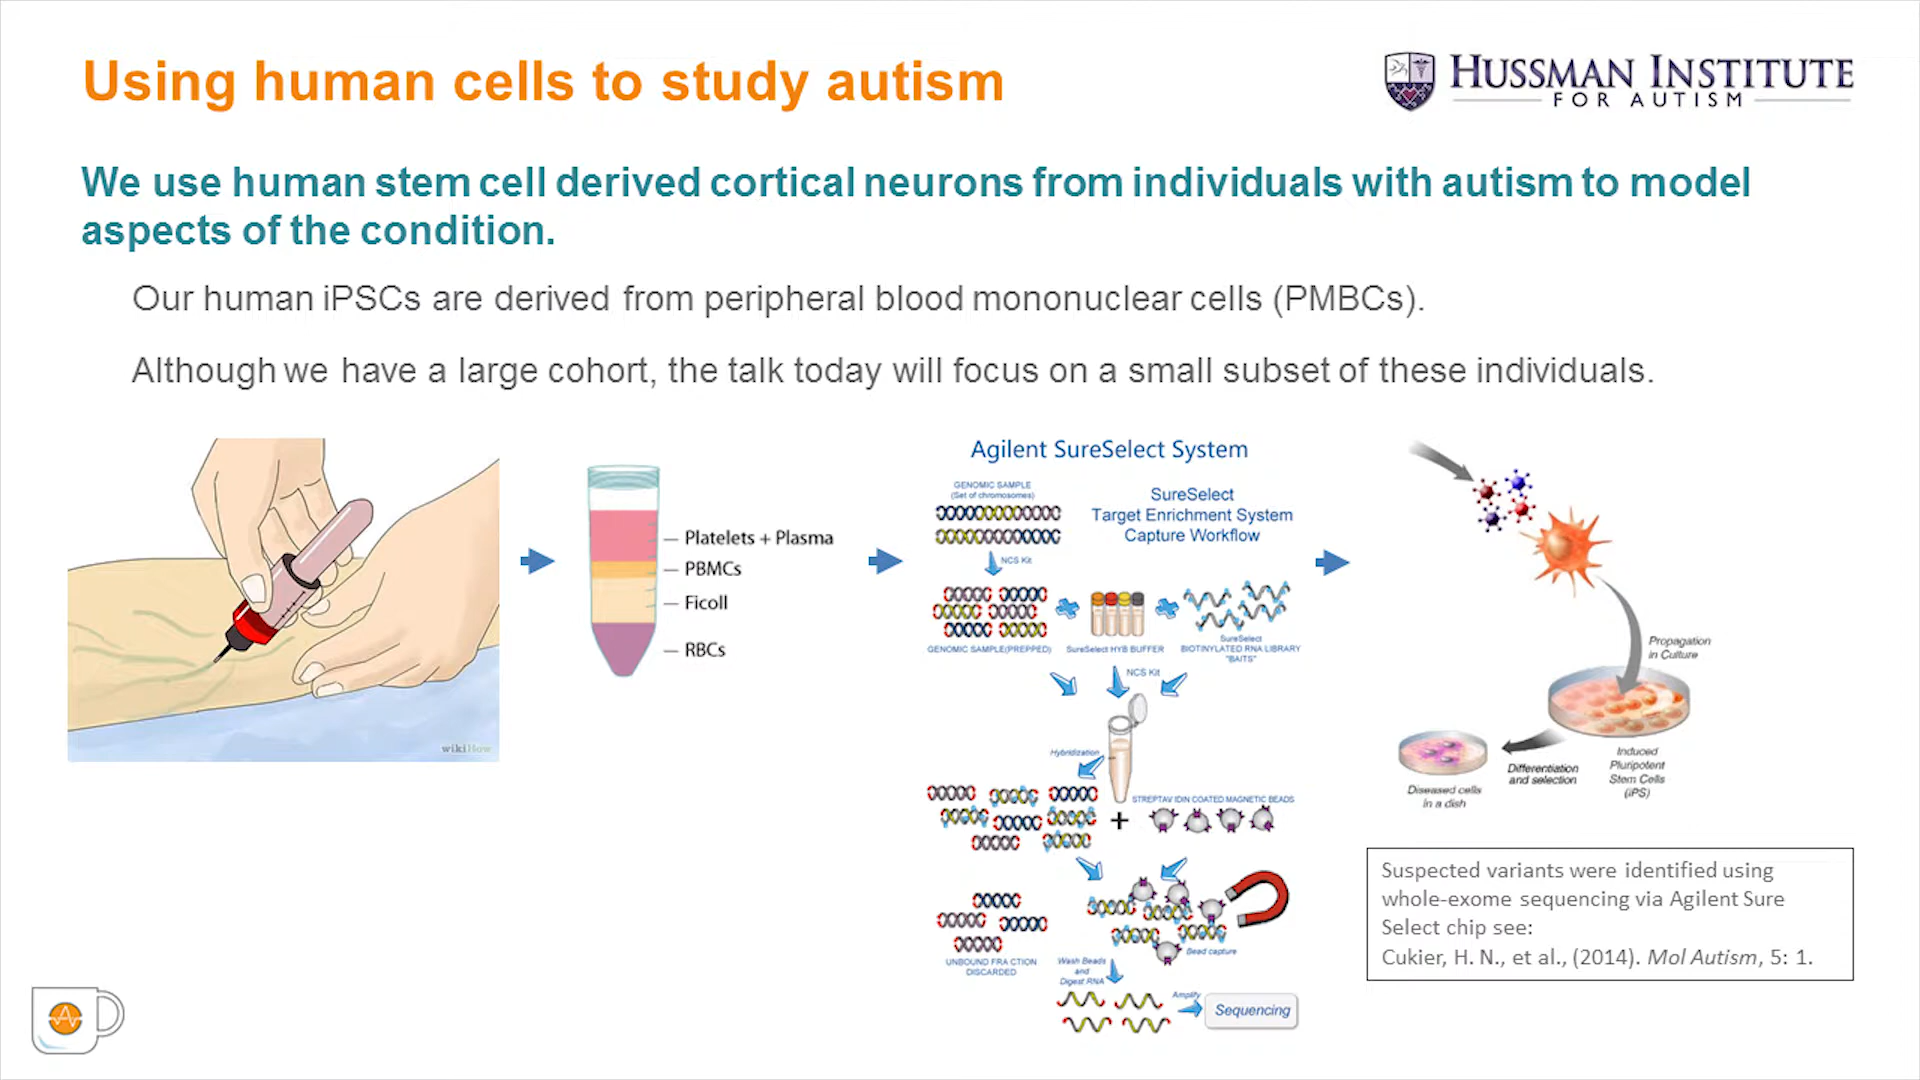 Using human cells to study autism
HUSSMAN INSTITUTE
FOR AUTISM
We use human stem cell derived cortical neurons from individuals with autism to model
aspects of the condition.
Our human iPSCs are derived from peripheral blood mononuclear cells (PMBCs).
Although we have a large cohort, the talk today will focus on a small subset of these individuals.
wikiHow
Platelets + Plasma
PBMCs
Ficoll
RBCs
Agilent SureSelect System
GENOMIC SAMPLE
(Set of chromosomes)
SureSelect
Target Enrichment System
Capture Workflow
NCS Kit
GENOMIC SAMPLE(PREPPED)
SureSelect HYB BUFFER
SureSelect
BIOTINYLATED RNA LIBRARY
"BAITS"
NCS Kit
Hybridization
STREPTAV IDIN COATED MAGNETIC BEADS
+
UNBOUND FRA CTION
DISCARDED
Bead capture
Wash Beads
and
Digest RNA
Amplify
Sequencing
Propagation
in Culture
Induced
Pluripotent
Stem Cells
(iPS)
Differentiation
and selection
Diseased cells
in a dish
Suspected variants were identified using
whole-exome sequencing via Agilent Sure
Select chip see:
Cukier, H. N., et al., (2014). Mol Autism, 5: 1.